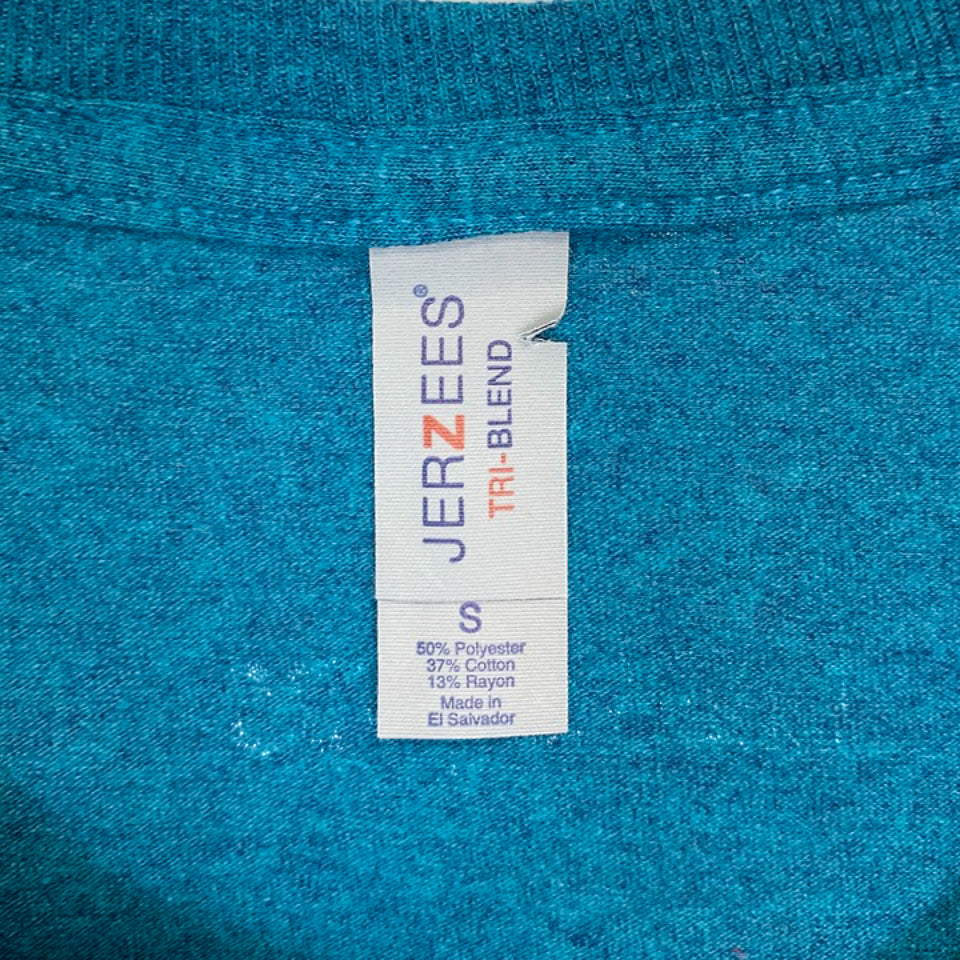 JERZEES®
TRI-BLEND
S
50% Polyester
37% Cotton
13% Rayon
Made in
El Salvador